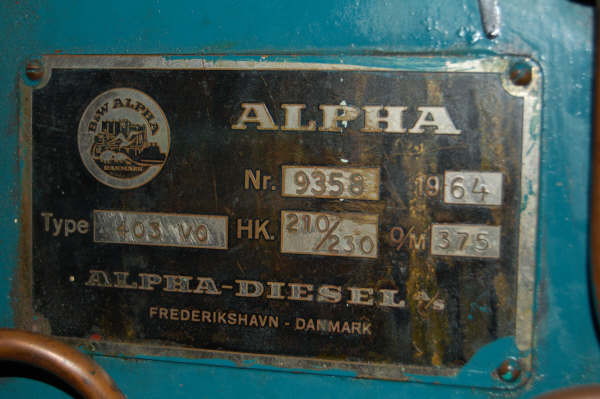 B&W ALPHA
DANMARK
ALPHA
Nr. 9358 1964
Type 403 VO HK. 210/230 O/M 375
ALPHA-DIESEL A/S
FREDERIKSHAVN - DANMARK